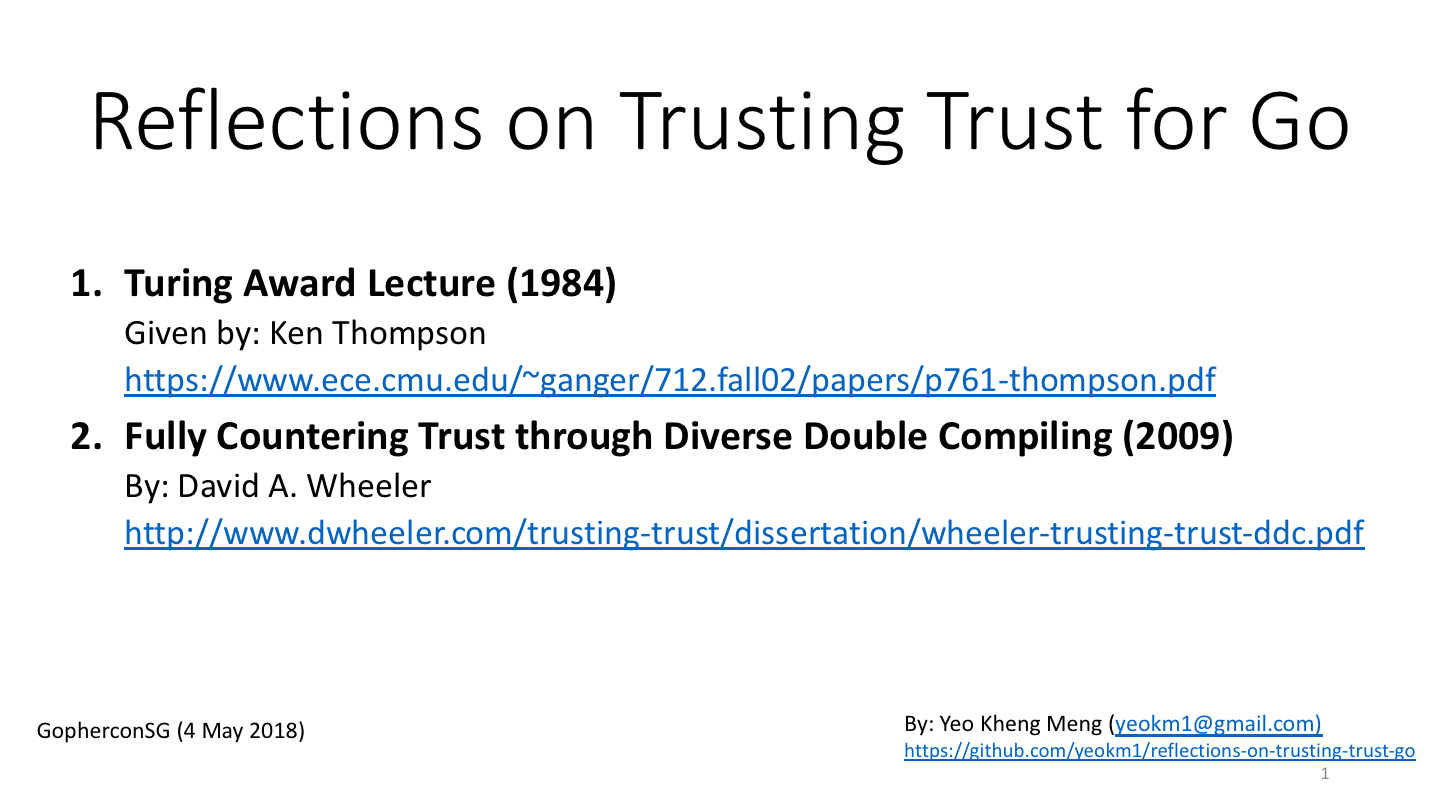 Reflections on Trusting Trust for Go
1. Turing Award Lecture (1984)
Given by: Ken Thompson
https://www.ece.cmu.edu/~ganger/712.fall02/papers/p761-thompson.pdf
2. Fully Countering Trust through Diverse Double Compiling (2009)
By: David A. Wheeler
http://www.dwheeler.com/trusting-trust/dissertation/wheeler-trusting-trust-ddc.pdf
GopherconSG (4 May 2018)
By: Yeo Kheng Meng (yeokm1@gmail.com)
https://github.com/yeokm1/reflections-on-trusting-trust-go
1